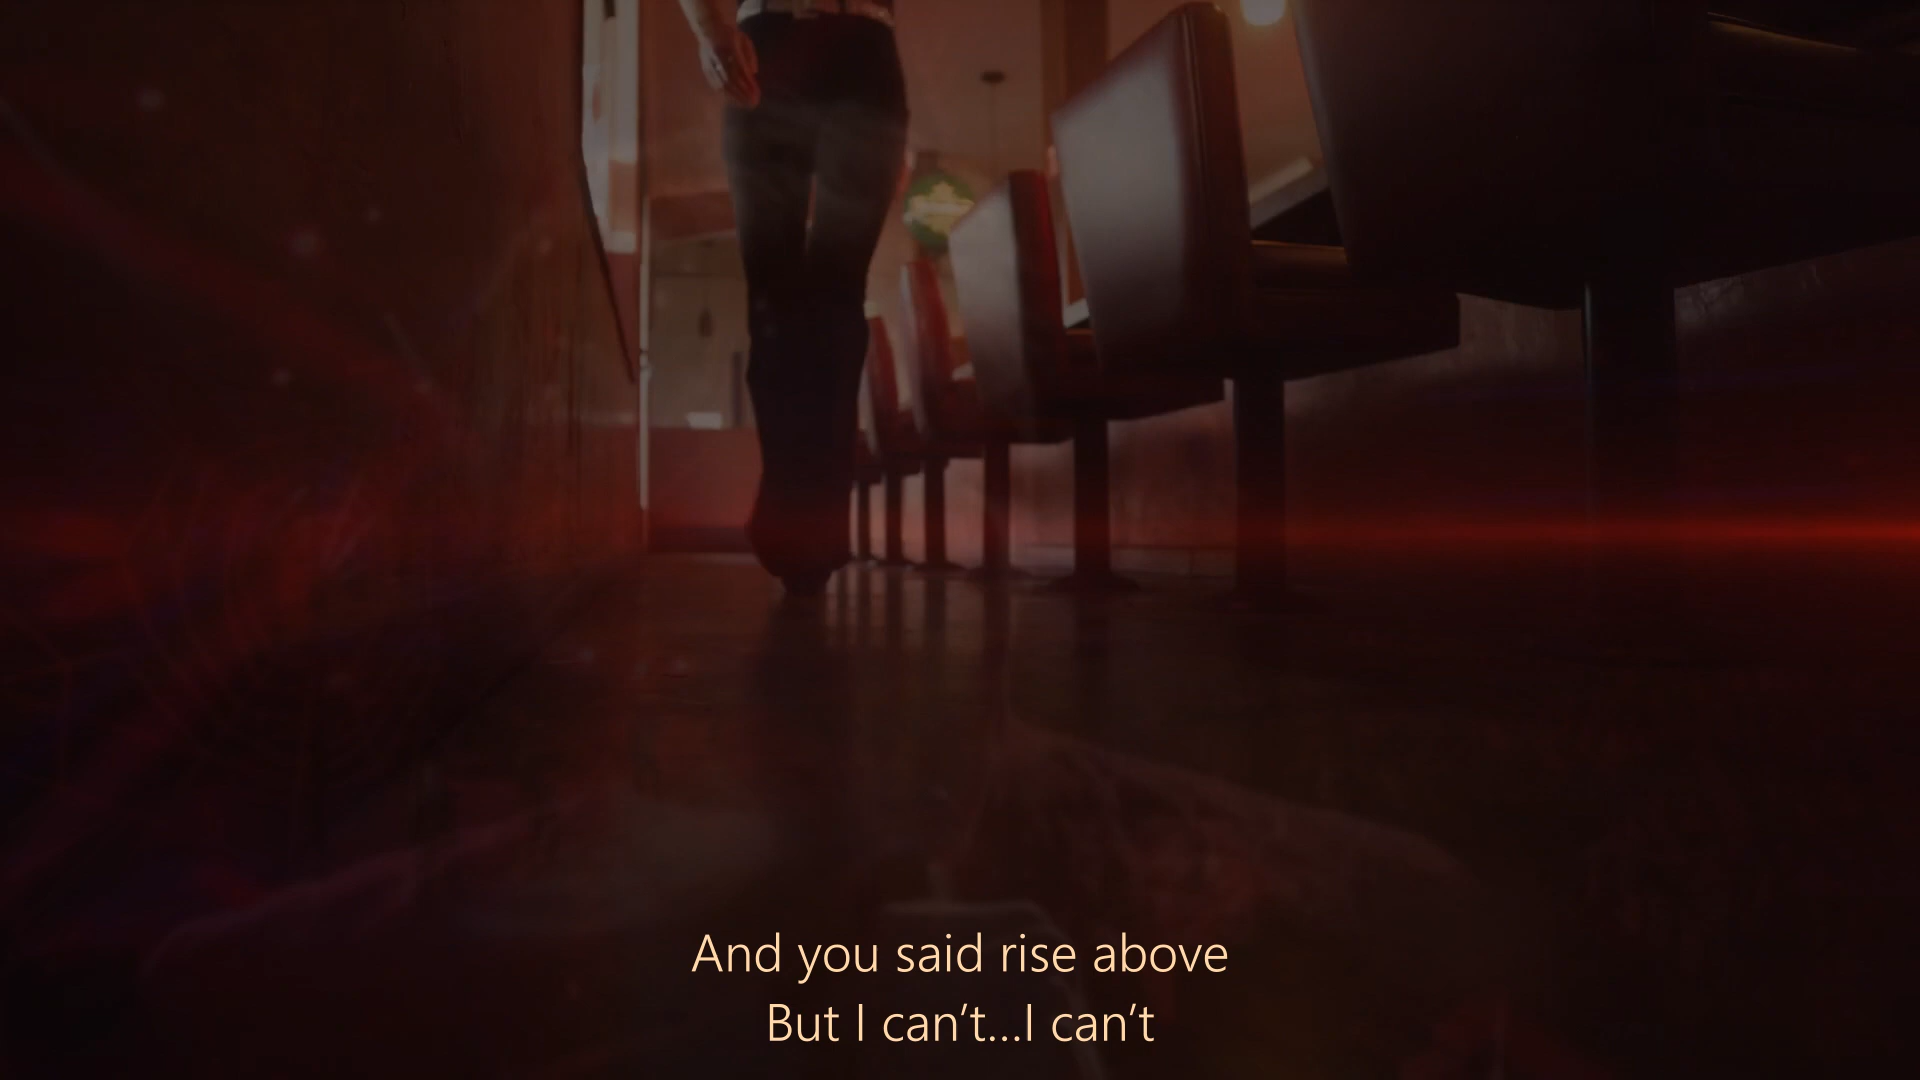 And you said rise above
But I can’t...I can’t